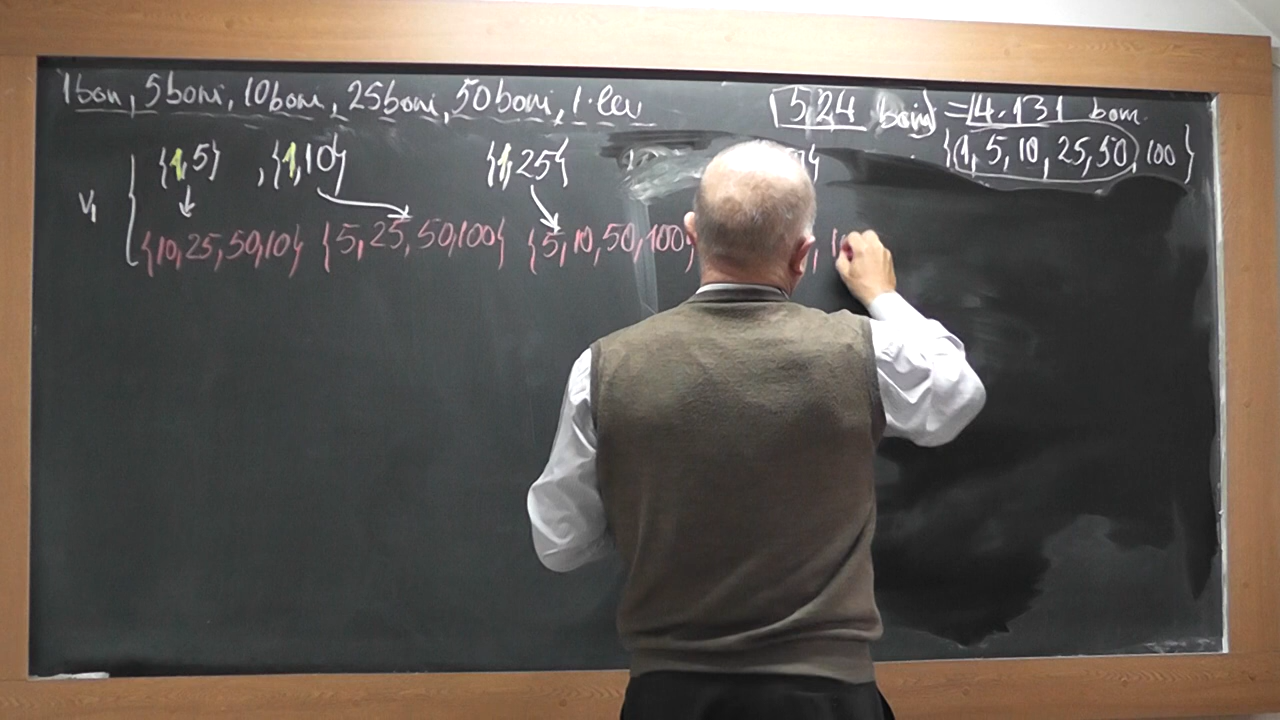 1 ban, 5 bani, 10 bani, 25 bani, 50 bani, 1 leu
524 bani = 4·131 bani
{1, 5, 10, 25, 50, 100}
V1 {1,5}, {1,10} {1,25}
{10,25,50,10} {5,25,50,100} {5,10,50,100